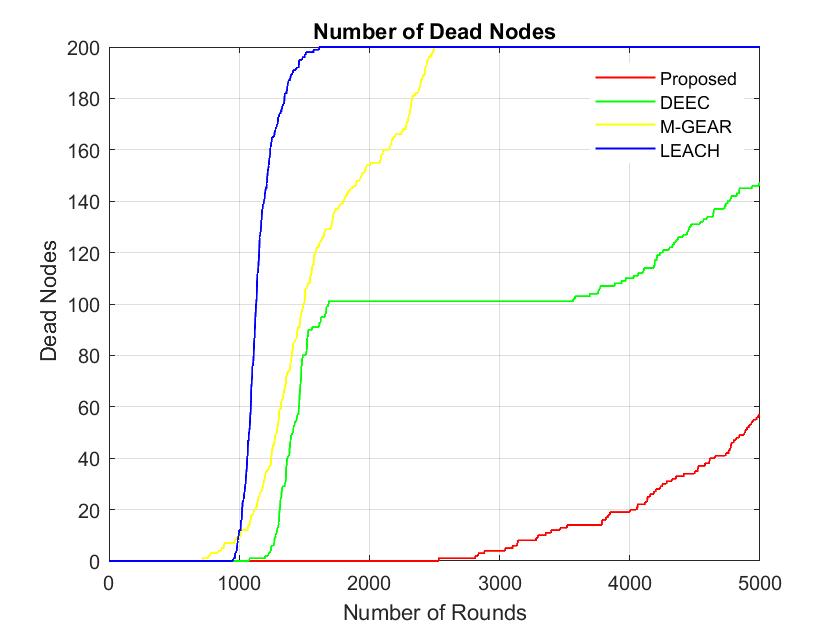 Number of Dead Nodes
200
180
160
140
120
100
80
60
40
20
0
Dead Nodes
Proposed
DEEC
M-GEAR
LEACH
0 1000 2000 3000 4000 5000
Number of Rounds